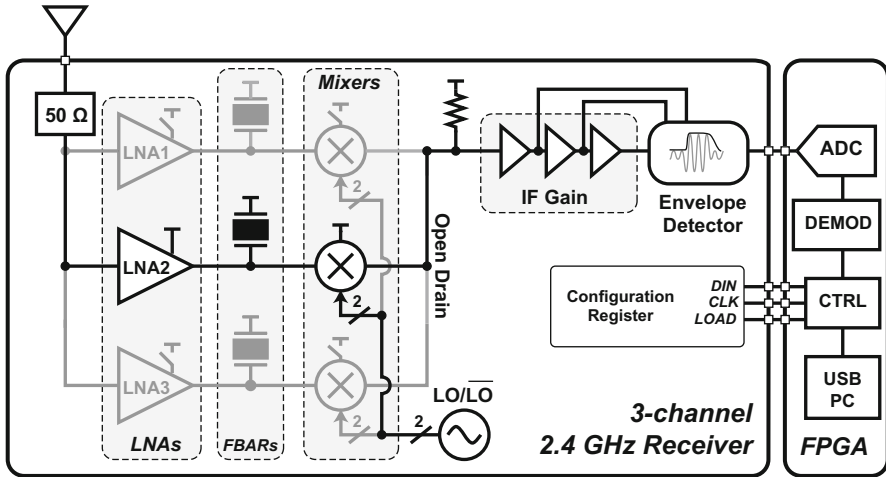 50 Ω
LNA1
LNA2
LNA3
LNAs
FBARs
Mixers
2
2
2
2
Open Drain
LO/L̅O̅
IF Gain
Envelope
Detector
Configuration
Register
DIN
CLK
LOAD
3-channel
2.4 GHz Receiver
ADC
DEMOD
CTRL
USB
PC
FPGA